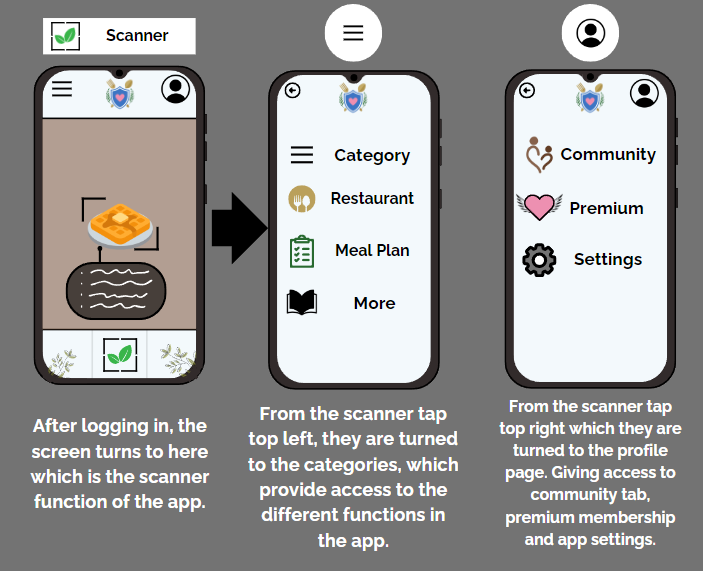 Scanner
After logging in, the
screen turns to here
which is the scanner
function of the app.
Category
Restaurant
Meal Plan
More
From the scanner tap
top left, they are turned
to the categories, which
provide access to the
different functions in
the app.
Community
Premium
Settings
From the scanner tap
top right which they are
turned to the profile
page. Giving access to
community tab,
premium membership
and app settings.